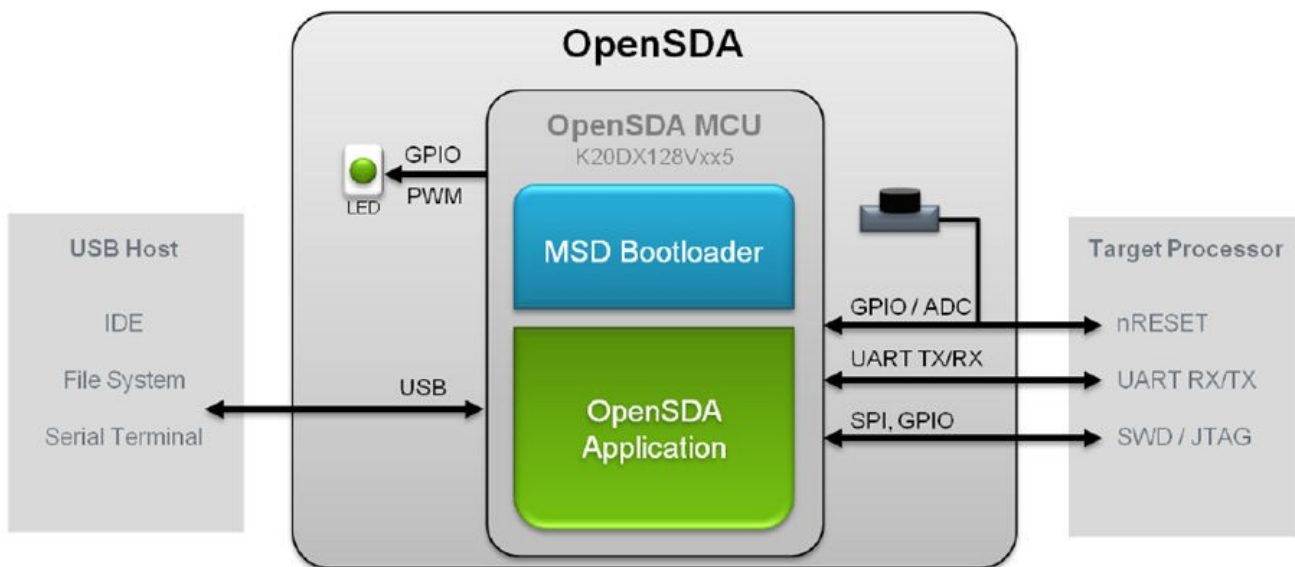 OpenSDA
OpenSDA MCU
K20DX128Vxx5
GPIO
PWM
LED
MSD Bootloader
USB Host
IDE
File System
Serial Terminal
USB
OpenSDA
Application
GPIO / ADC
UART TX/RX
SPI, GPIO
Target Processor
nRESET
UART RX/TX
SWD / JTAG